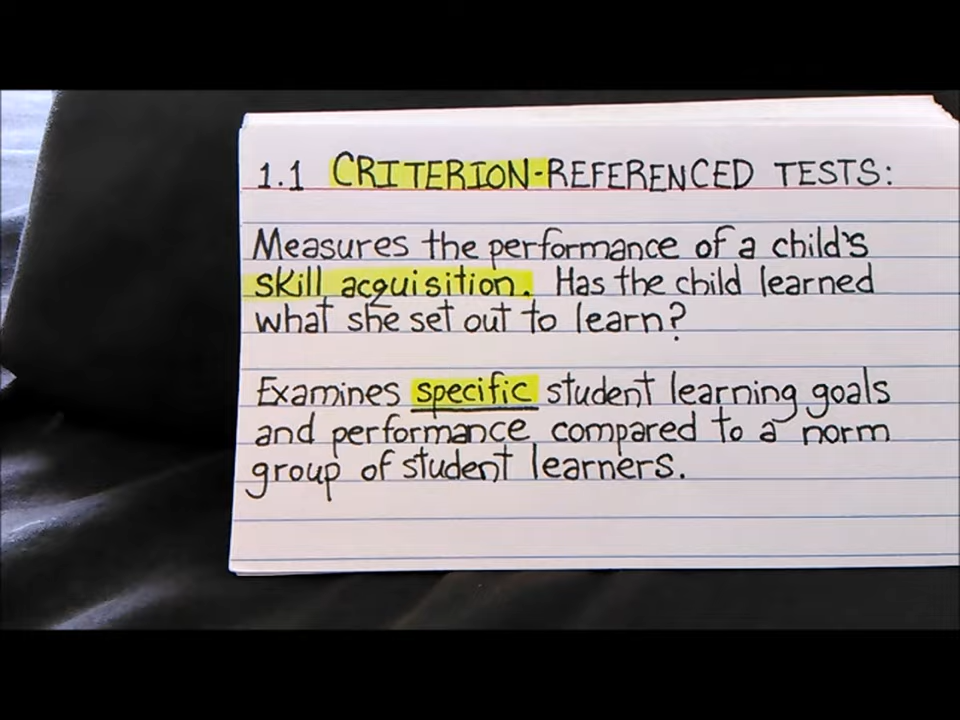 1.1 CRITERION-REFERENCED TESTS:
Measures the performance of a child's
skill acquisition. Has the child learned
what she set out to learn?
Examines specific student learning goals
and performance compared to a norm
group of student learners.